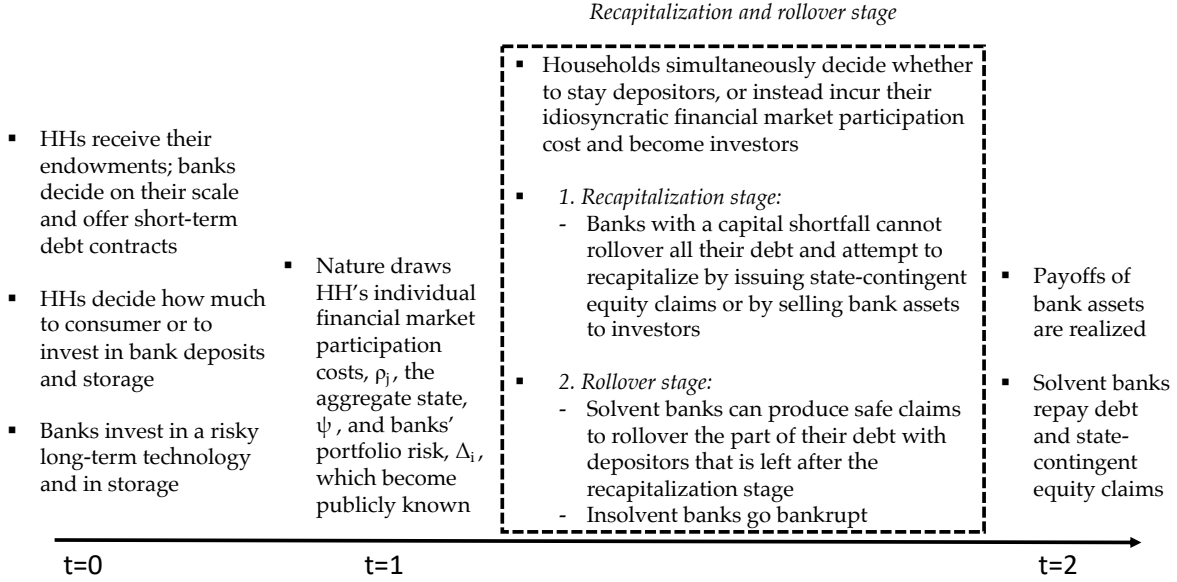 Recapitalization and rollover stage
▪ HHs receive their
endowments; banks
decide on their scale
and offer short-term
debt contracts
▪ HHs decide how much
to consumer or to
invest in bank deposits
and storage
▪ Banks invest in a risky
long-term technology
and in storage
▪ Nature draws
HH's individual
financial market
participation
costs, ρj, the
aggregate state,
ψ, and banks'
portfolio risk, Δi,
which become
publicly known
▪ Households simultaneously decide whether
to stay depositors, or instead incur their
idiosyncratic financial market participation
cost and become investors
▪ 1. Recapitalization stage:
- Banks with a capital shortfall cannot
rollover all their debt and attempt to
recapitalize by issuing state-contingent
equity claims or by selling bank assets
to investors
▪ 2. Rollover stage:
- Solvent banks can produce safe claims
to rollover the part of their debt with
depositors that is left after the
recapitalization stage
- Insolvent banks go bankrupt
▪ Payoffs of
bank assets
are realized
▪ Solvent banks
repay debt
and state-
contingent
equity claims
t=0
t=1
t=2